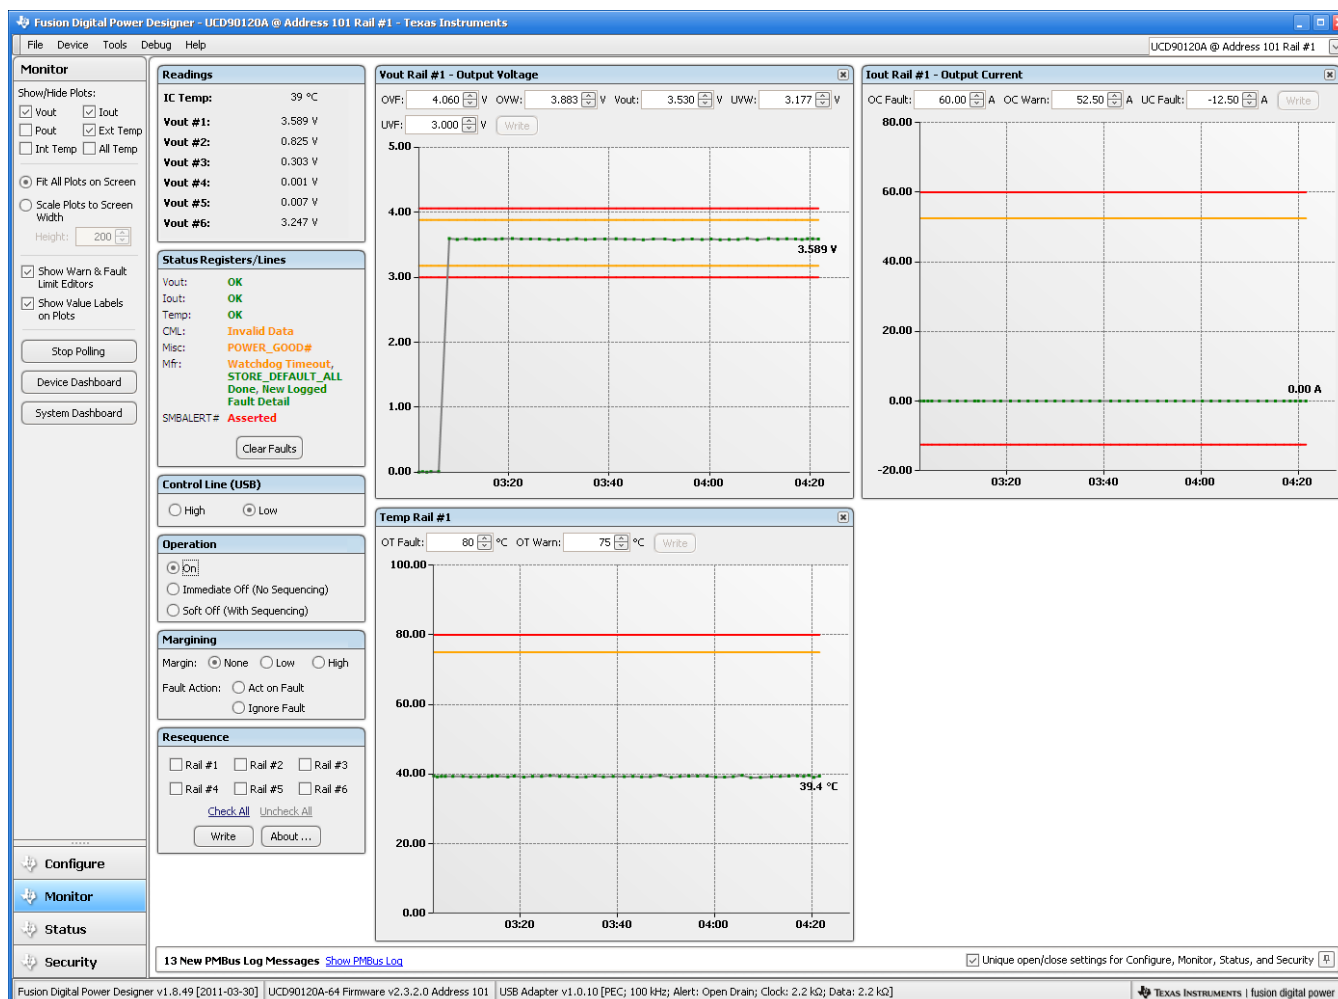 Fusion Digital Power Designer - UCD90120A @ Address 101 Rail #1 - Texas Instruments
File Device Tools Debug Help
UCD90120A @ Address 101 Rail #1
Monitor
Show/Hide Plots:
Vout Iout
Pout Ext Temp
Int Temp All Temp
Fit All Plots on Screen
Scale Plots to Screen
Width
Height: 200
Show Warn & Fault
Limit Editors
Show Value Labels
on Plots
Stop Polling
Device Dashboard
System Dashboard
Configure
Monitor
Status
Security
Readings
IC Temp: 39 °C
Vout #1: 3.589 V
Vout #2: 0.825 V
Vout #3: 0.303 V
Vout #4: 0.001 V
Vout #5: 0.007 V
Vout #6: 3.247 V
Status Registers/Lines
Vout: OK
Iout: OK
Temp: OK
CML: Invalid Data
Misc: POWER_GOOD#
Mfr: Watchdog Timeout,
STORE_DEFAULT_ALL
Done, New Logged
Fault Detail
SMBALERT# Asserted
Clear Faults
Control Line (USB)
High Low
Operation
On
Immediate Off (No Sequencing)
Soft Off (With Sequencing)
Margining
Margin: None Low High
Fault Action: Act on Fault
Ignore Fault
Resequence
Rail #1 Rail #2 Rail #3
Rail #4 Rail #5 Rail #6
Check All Uncheck All
Write About ...
Vout Rail #1 - Output Voltage
OVF: 4.060 V OVW: 3.883 V Vout: 3.530 V UVW: 3.177 V
UVF: 3.000 V Write
5.00
4.00
3.589 V
3.00
2.00
1.00
0.00
03:20 03:40 04:00 04:20
Iout Rail #1 - Output Current
OC Fault: 60.00 A OC Warn: 52.50 A UC Fault: -12.50 A Write
80.00
60.00
40.00
20.00
0.00 A
0.00
-20.00
03:20 03:40 04:00 04:20
Temp Rail #1
OT Fault: 80 °C OT Warn: 75 °C Write
100.00
80.00
60.00
40.00
39.4 °C
20.00
0.00
03:20 03:40 04:00 04:20
13 New PMBus Log Messages Show PMBus Log
Unique open/close settings for Configure, Monitor, Status, and Security
Fusion Digital Power Designer v1.8.49 [2011-03-30] UCD90120A-64 Firmware v2.3.2.0 Address 101 USB Adapter v1.0.10 [PEC; 100 kHz; Alert: Open Drain; Clock: 2.2 kΩ; Data: 2.2 kΩ] TEXAS INSTRUMENTS | fusion digital power